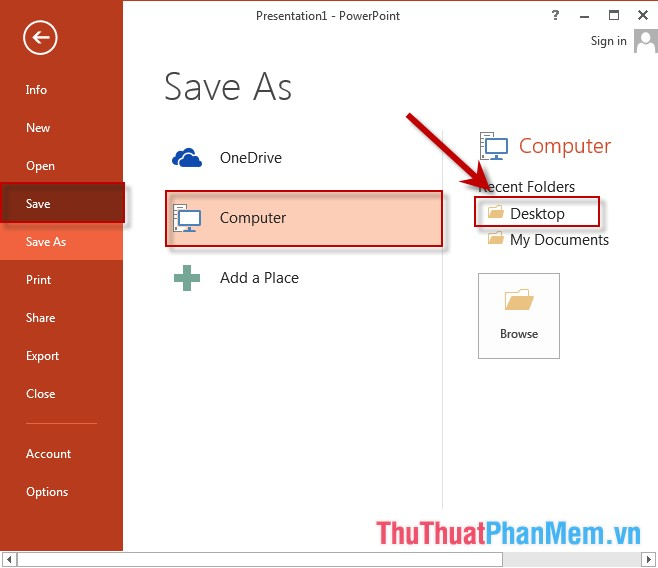 Presentation1 - PowerPoint
?
Sign in
Info
New
Open
Save
Save As
Print
Share
Export
Close
Account
Options
Save As
OneDrive
Computer
Add a Place
Computer
Recent Folders
Desktop
My Documents
Browse
ThuThuatPhanMem.vn